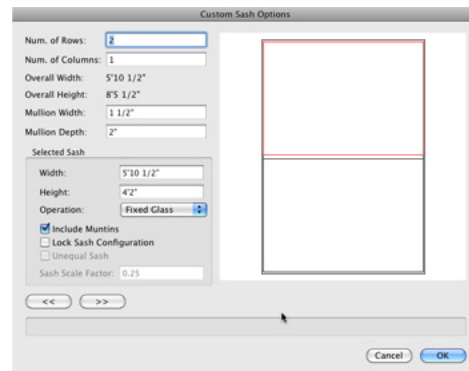 Custom Sash Options
Num. of Rows: 2
Num. of Columns: 1
Overall Width: 5'10 1/2"
Overall Height: 8'5 1/2"
Mullion Width: 1 1/2"
Mullion Depth: 2"
Selected Sash
Width: 5'10 1/2"
Height: 4'2"
Operation: Fixed Glass
Include Muntins
Lock Sash Configuration
Unequal Sash
Sash Scale Factor: 0.25
<< >>
Cancel OK